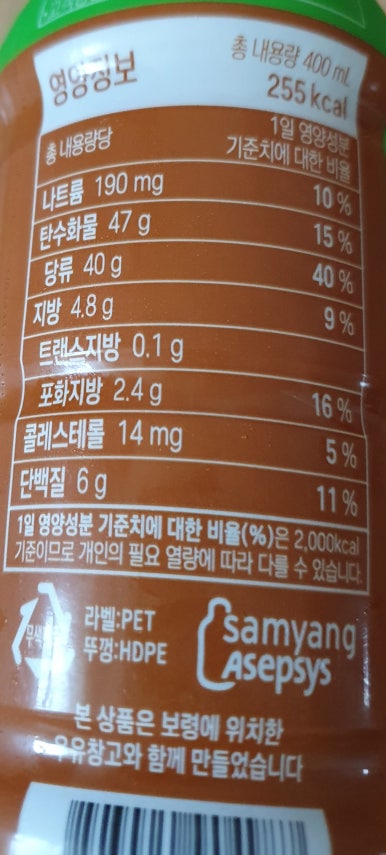 영양정보
총 내용량 400 mL
255 kcal
총 내용량당
1일 영양성분
기준치에 대한 비율
나트륨 190 mg 10 %
탄수화물 47 g 15 %
당류 40 g 40 %
지방 4.8 g 9 %
트랜스지방 0.1 g
포화지방 2.4 g 16 %
콜레스테롤 14 mg 5 %
단백질 6 g 11 %
1일 영양성분 기준치에 대한 비율(%)은 2,000kcal
기준이므로 개인의 필요 열량에 따라 다를 수 있습니다.
라벨:PET
뚜껑:HDPE
samyang
Asepsys
본 상품은 보령에 위치한
우유창고와 함께 만들었습니다